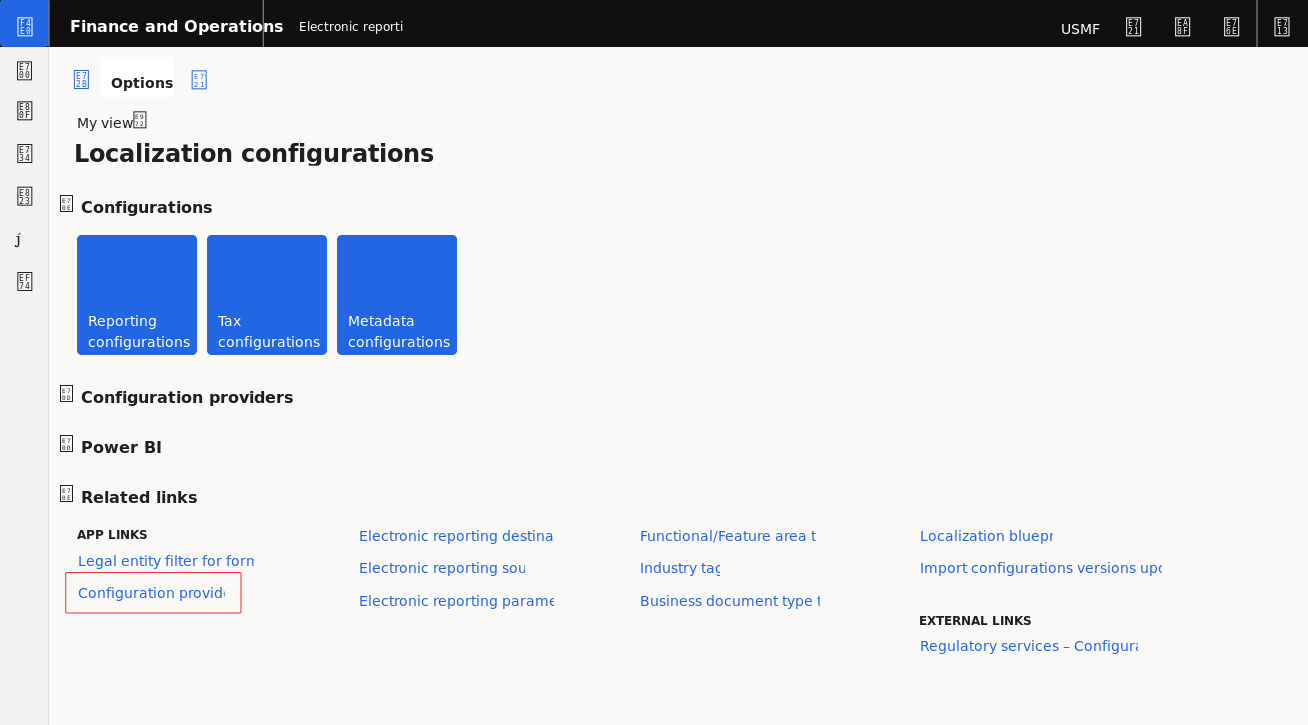 Finance and Operations
Electronic reporti
USMF
Options
My view
Localization configurations
Configurations
Reporting
configurations
Tax
configurations
Metadata
configurations
Configuration providers
Power BI
Related links
APP LINKS
Legal entity filter for forn
Configuration provid
Electronic reporting destina
Electronic reporting sou
Electronic reporting parame
Functional/Feature area t
Industry tag
Business document type t
Localization bluepr
Import configurations versions upd
EXTERNAL LINKS
Regulatory services – Configura